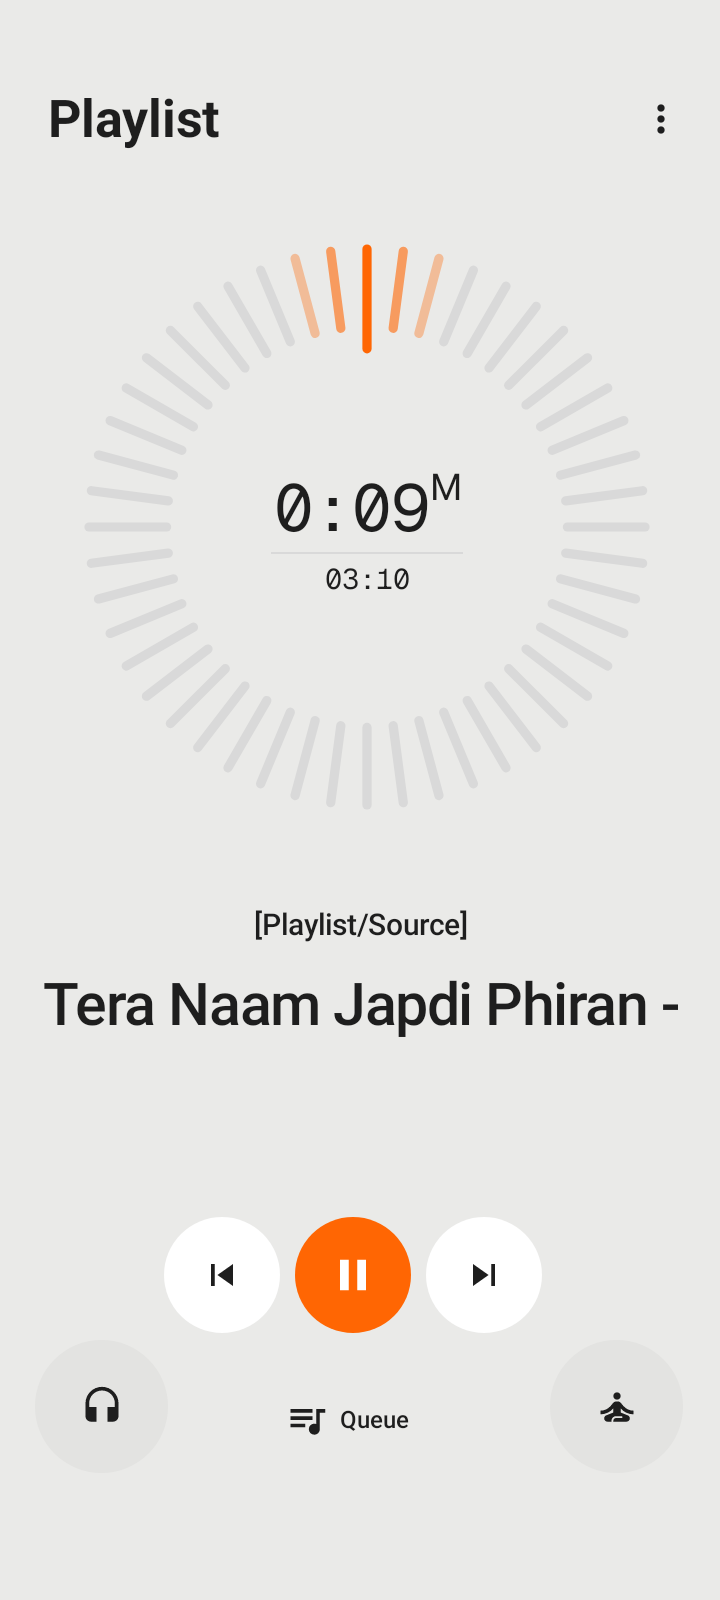 Playlist
0:09M
03:10
[Playlist/Source]
Tera Naam Japdi Phiran -
Queue